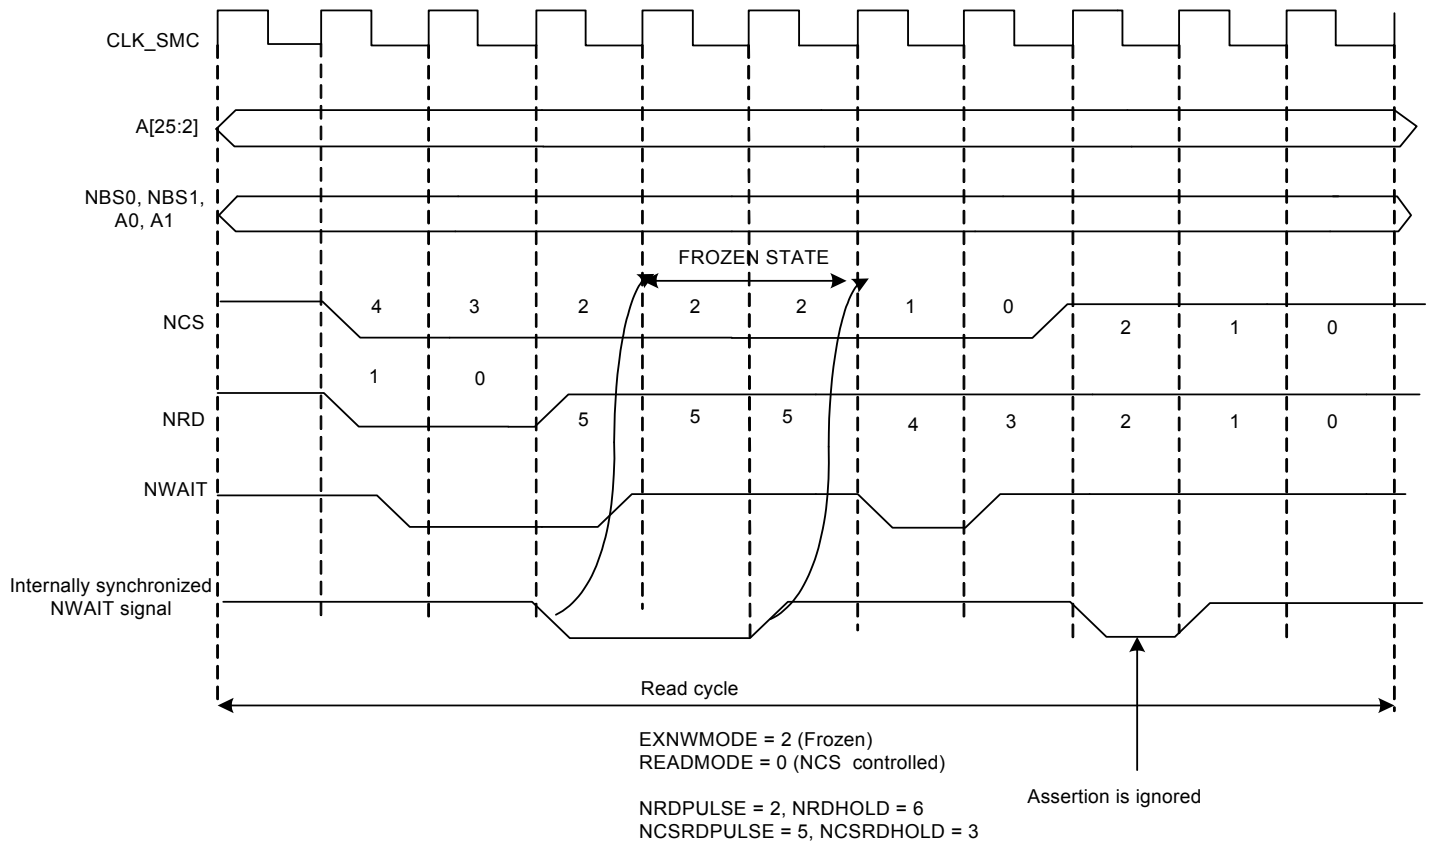 CLK_SMC
A[25:2]
NBS0, NBS1,
A0, A1
FROZEN STATE
NCS
4 3 2 2 2 1 0
2 1 0
1 0
NRD
5 5 5 4 3 2 1 0
NWAIT
Internally synchronized
NWAIT signal
Read cycle
EXNWMODE = 2 (Frozen)
READMODE = 0 (NCS controlled)
Assertion is ignored
NRDPULSE = 2, NRDHOLD = 6
NCSRDPULSE = 5, NCSRDHOLD = 3